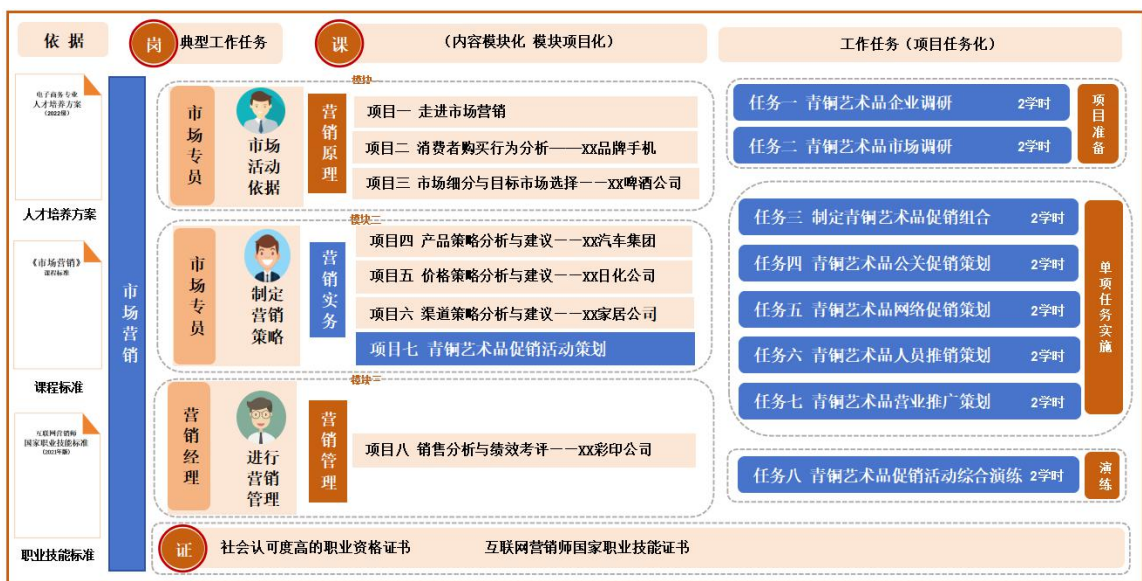 依 据
岗
典型工作任务
课
（内容模块化 模块项目化）
工作任务（项目任务化）
电子商务专业
人才培养方案
（2022级）
人才培养方案
《市场营销》
课程标准
课程标准
互联网营销师
国家职业技能标准
（2021年版）
职业技能标准
市场营销
市场专员
市场
活动
依据
营销原理
模块一
项目一 走进市场营销
项目二 消费者购买行为分析——XX品牌手机
项目三 市场细分与目标市场选择——XX啤酒公司
市场专员
制定
营销
策略
营销实务
模块二
项目四 产品策略分析与建议——XX汽车集团
项目五 价格策略分析与建议——XX日化公司
项目六 渠道策略分析与建议——XX家居公司
项目七 青铜艺术品促销活动策划
营销经理
进行
营销
管理
营销管理
模块三
项目八 销售分析与绩效考评——XX彩印公司
任务一 青铜艺术品企业调研 2学时
任务二 青铜艺术品市场调研 2学时
项目准备
任务三 制定青铜艺术品促销组合 2学时
任务四 青铜艺术品公关促销策划 2学时
任务五 青铜艺术品网络促销策划 2学时
任务六 青铜艺术品人员推销策划 2学时
任务七 青铜艺术品营业推广策划 2学时
单项任务实施
任务八 青铜艺术品促销活动综合演练 2学时
演练
证
社会认可度高的职业资格证书
互联网营销师国家职业技能证书